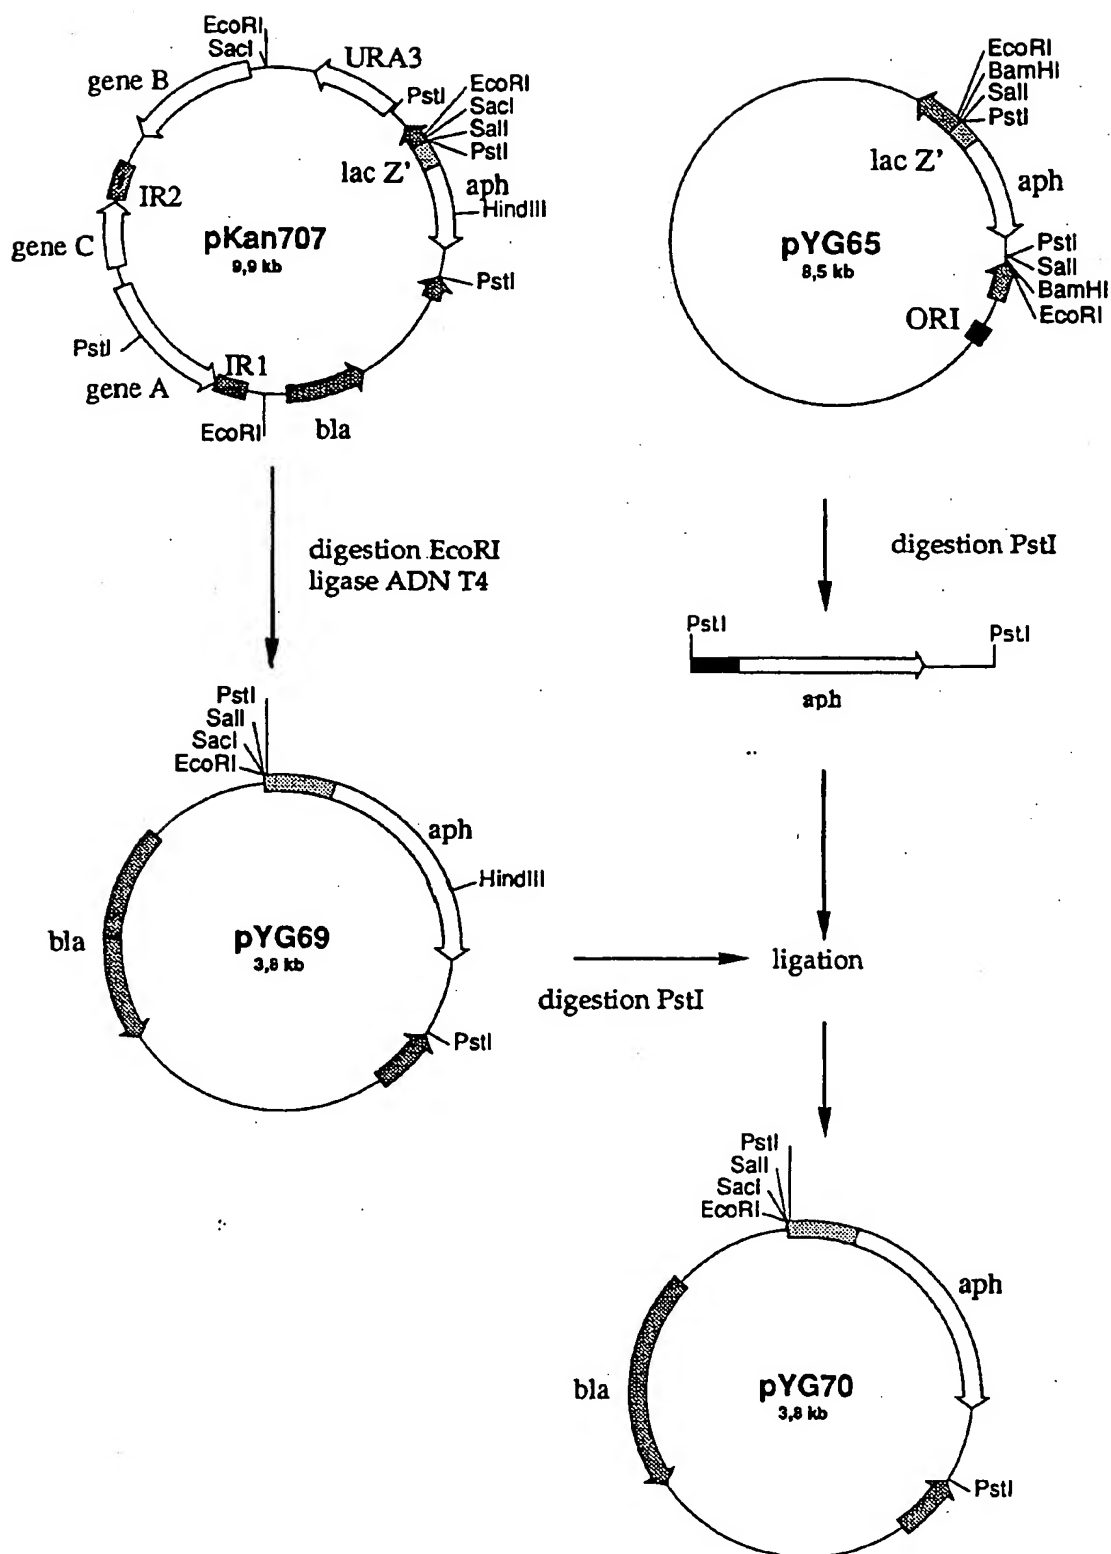 EcoRI
SacI
gene B
URA3
PstI
EcoRI
SacI
SalI
PstI
lac Z'
aph
HindIII
IR2
gene C
pKan707
9,9 kb
PstI
PstI
gene A
IR1
EcoRI
bla
EcoRI
BamHI
SalI
PstI
lac Z'
aph
pYG65
8,5 kb
PstI
SalI
BamHI
EcoRI
ORI
digestion EcoRI
ligase ADN T4
digestion PstI
PstI
PstI
aph
PstI
SalI
SacI
EcoRI
aph
HindIII
bla
pYG69
3,8 kb
PstI
digestion PstI
ligation
PstI
SalI
SacI
EcoRI
aph
bla
pYG70
3,8 kb
PstI